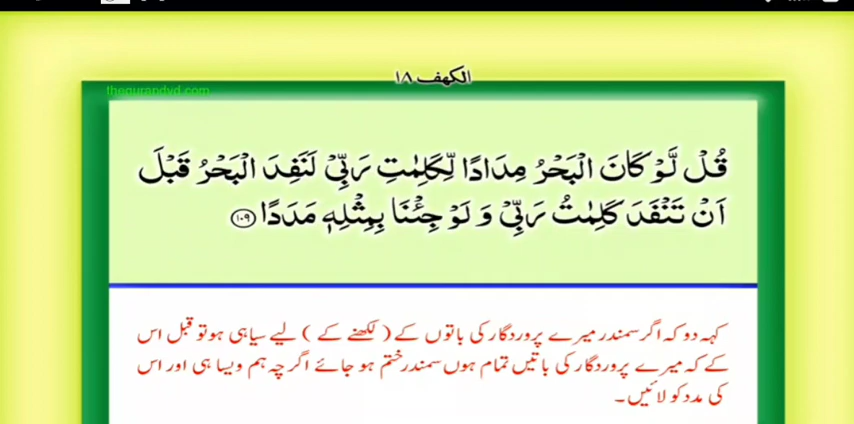 الكهف ١٨
thequrandvd.com
قُلْ لَّوْ كَانَ الْبَحْرُ مِدَادًا لِّكَلِمٰتِ رَبِّیْ لَنَفِدَ الْبَحْرُ قَبْلَ
اَنْ تَنْفَدَ كَلِمٰتُ رَبِّیْ وَ لَوْ جِئْنَا بِمِثْلِهٖ مَدَدًا ﴿۱۰۹﴾
کہہ دو کہ اگر سمندر میرے پروردگار کی باتوں کے ( لکھنے کے ) لیے سیاہی ہو تو قبل اس
کے کہ میرے پروردگار کی باتیں تمام ہوں سمندر ختم ہو جائے اگرچہ ہم ویسا ہی اور اس
کی مدد کو لائیں۔